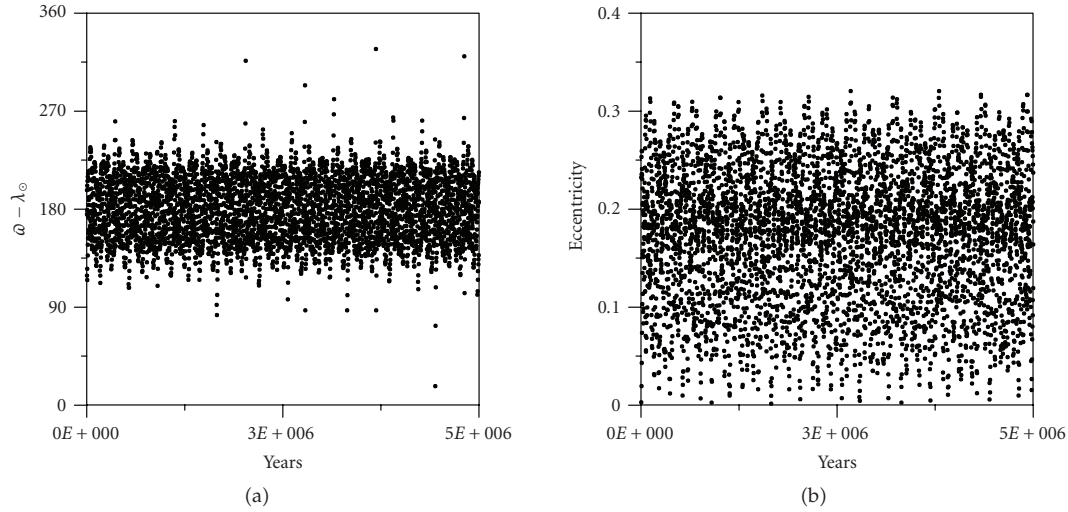 360
270
180
90
0
ϖ − λ⊙
0E + 000
3E + 006
5E + 006
Years
(a)
0.4
0.3
0.2
0.1
0
Eccentricity
0E + 000
3E + 006
5E + 006
Years
(b)